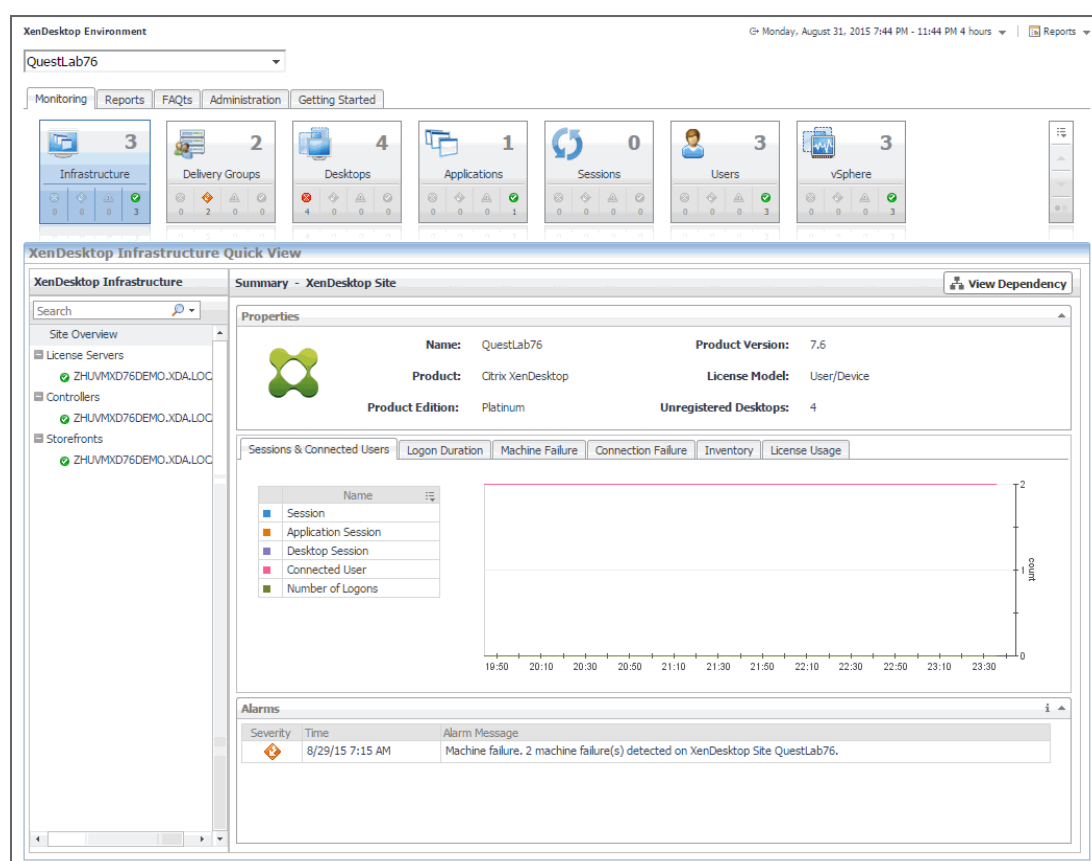 XenDesktop Environment
Monday, August 31, 2015 7:44 PM - 11:44 PM 4 hours
Reports
QuestLab76
Monitoring Reports FAQts Administration Getting Started
3 2 4 1 0 3 3
Infrastructure Delivery Groups Desktops Applications Sessions Users vSphere
0 0 0 3 0 2 0 0 4 0 0 0 0 0 0 1 0 0 0 0 0 0 0 3 0 0 0 3
XenDesktop Infrastructure Quick View
XenDesktop Infrastructure
Search
Site Overview
License Servers
ZHUVMXD76DEMO.XDA.LOC
Controllers
ZHUVMXD76DEMO.XDA.LOC
Storefronts
ZHUVMXD76DEMO.XDA.LOC
Summary - XenDesktop Site
View Dependency
Properties
Name: QuestLab76 Product Version: 7.6
Product: Citrix XenDesktop License Model: User/Device
Product Edition: Platinum Unregistered Desktops: 4
Sessions & Connected Users Logon Duration Machine Failure Connection Failure Inventory License Usage
Name
Session
Application Session
Desktop Session
Connected User
Number of Logons
2
1
0
count
19:50 20:10 20:30 20:50 21:10 21:30 21:50 22:10 22:30 22:50 23:10 23:30
Alarms
i
Severity Time Alarm Message
8/29/15 7:15 AM Machine failure. 2 machine failure(s) detected on XenDesktop Site QuestLab76.